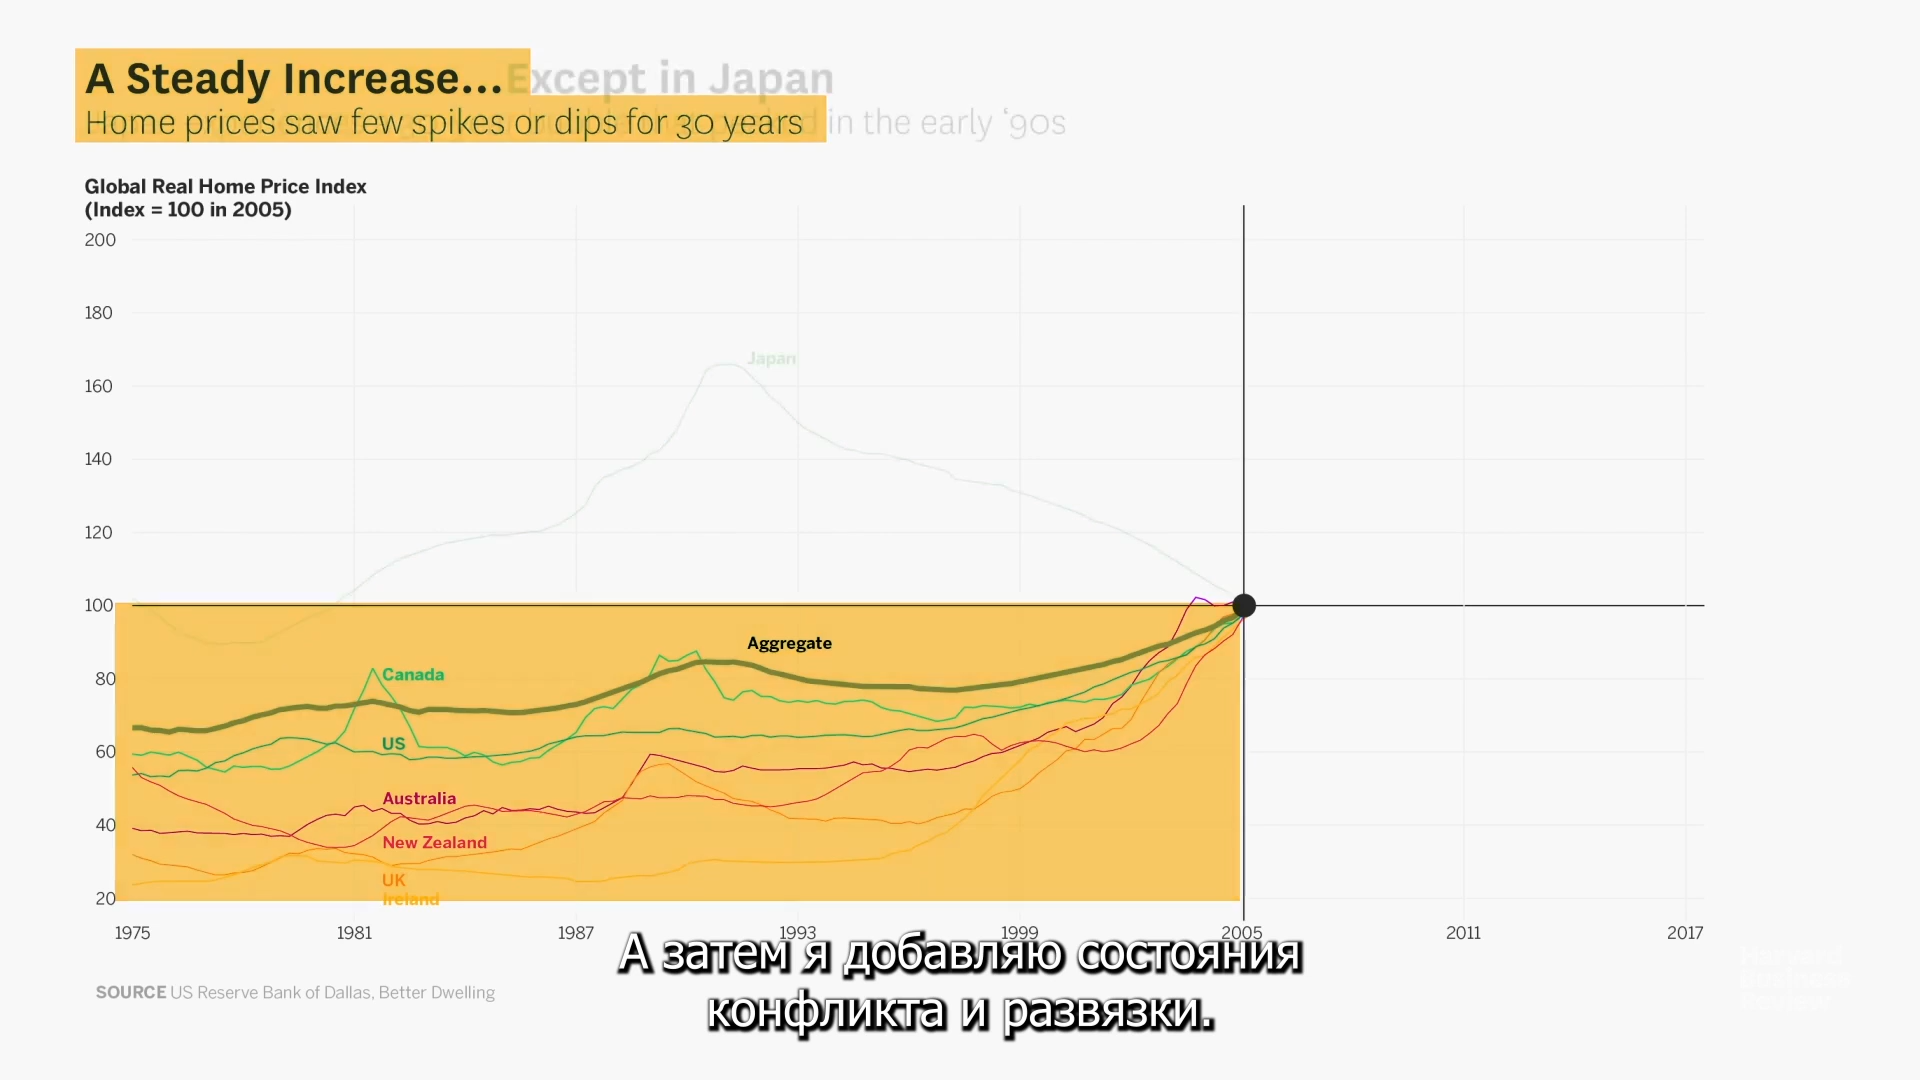 A Steady Increase... Except in Japan
Home prices saw few spikes or dips for 30 years in the early ‘90s
Global Real Home Price Index
(Index = 100 in 2005)
200
180
Japan
160
140
120
100
Aggregate
80
Canada
60
US
Australia
40
New Zealand
UK
20
Ireland
1975 1981 1987 1993 1999 2005 2011 2017
А затем я добавляю состояния
конфликта и развязки.
SOURCE US Reserve Bank of Dallas, Better Dwelling
Harvard
Business
Review